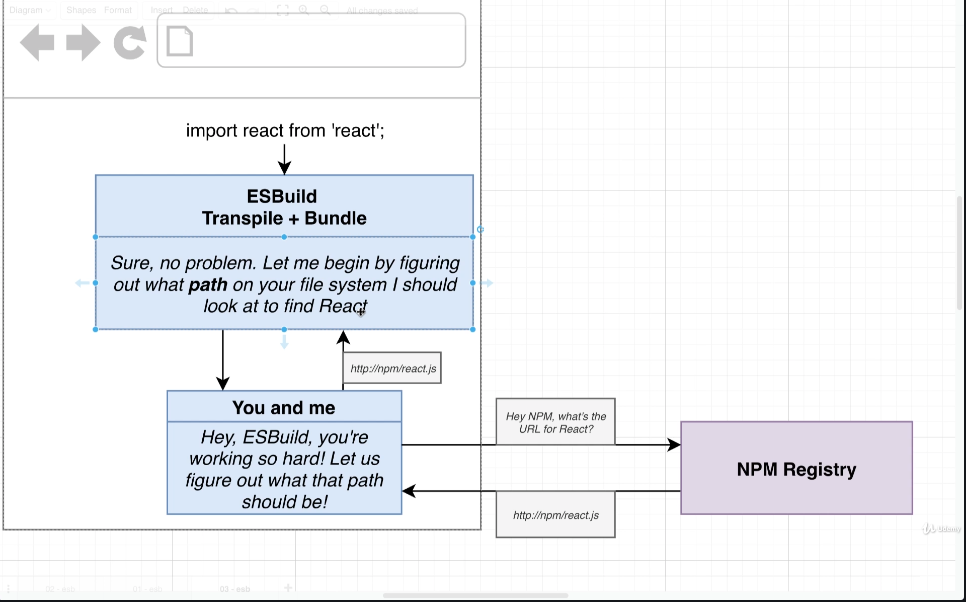 Diagram Shapes Format Insert Delete All changes saved
import react from 'react';
ESBuild
Transpile + Bundle
Sure, no problem. Let me begin by figuring
out what path on your file system I should
look at to find React
http://npm/react.js
You and me
Hey, ESBuild, you're
working so hard! Let us
figure out what that path
should be!
Hey NPM, what's the
URL for React?
NPM Registry
http://npm/react.js
Udemy